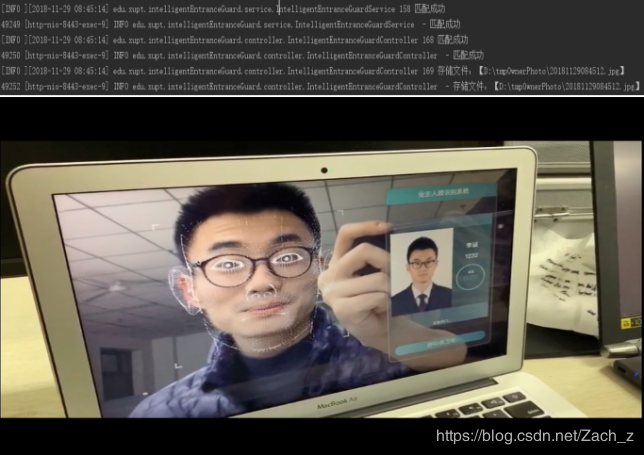 [INFO ][2018-11-29 08:45:14] edu.xupt.intelligentEntranceGuard.service.IntelligentEntranceGuardService 158 匹配成功
49249 [http-nio-8443-exec-9] INFO edu.xupt.intelligentEntranceGuard.service.IntelligentEntranceGuardService - 匹配成功
[INFO ][2018-11-29 08:45:14] edu.xupt.intelligentEntranceGuard.controller.IntelligentEntranceGuardController 168 匹配成功
49250 [http-nio-8443-exec-9] INFO edu.xupt.intelligentEntranceGuard.controller.IntelligentEntranceGuardController - 匹配成功
[INFO ][2018-11-29 08:45:14] edu.xupt.intelligentEntranceGuard.controller.IntelligentEntranceGuardController 169 存储文件:【D:\tmpOwnerPhoto\20181129084512.jpg】
49252 [http-nio-8443-exec-9] INFO edu.xupt.intelligentEntranceGuard.controller.IntelligentEntranceGuardController - 存储文件:【D:\tmpOwnerPhoto\20181129084512.jpg】
1232
MacBook Air
https://blog.csdn.net/Zach_z